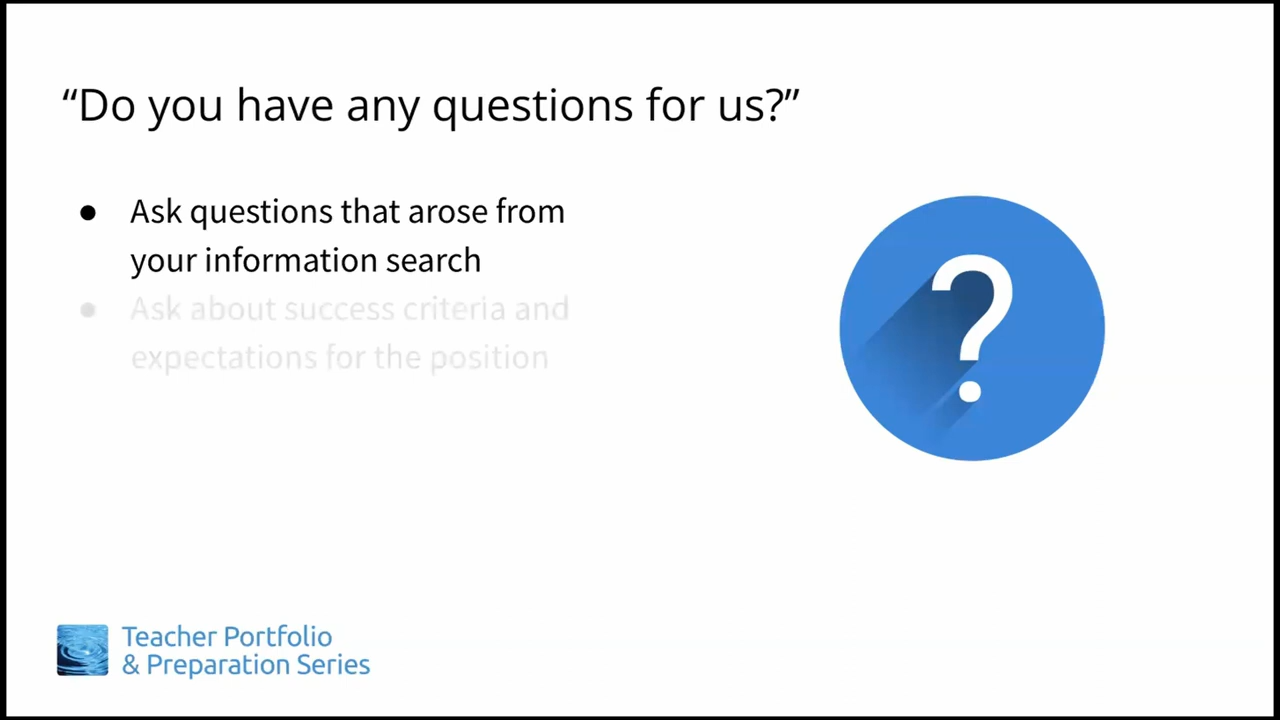 “Do you have any questions for us?”
● Ask questions that arose from
your information search
● Ask about success criteria and
expectations for the position
?
Teacher Portfolio
& Preparation Series